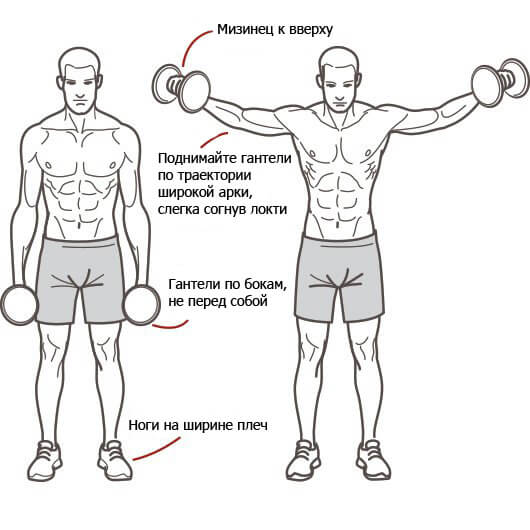 Мизинец к вверху
Поднимайте гантели
по траектории
широкой арки,
слегка согнув локти
Гантели по бокам,
не перед собой
Ноги на ширине плеч